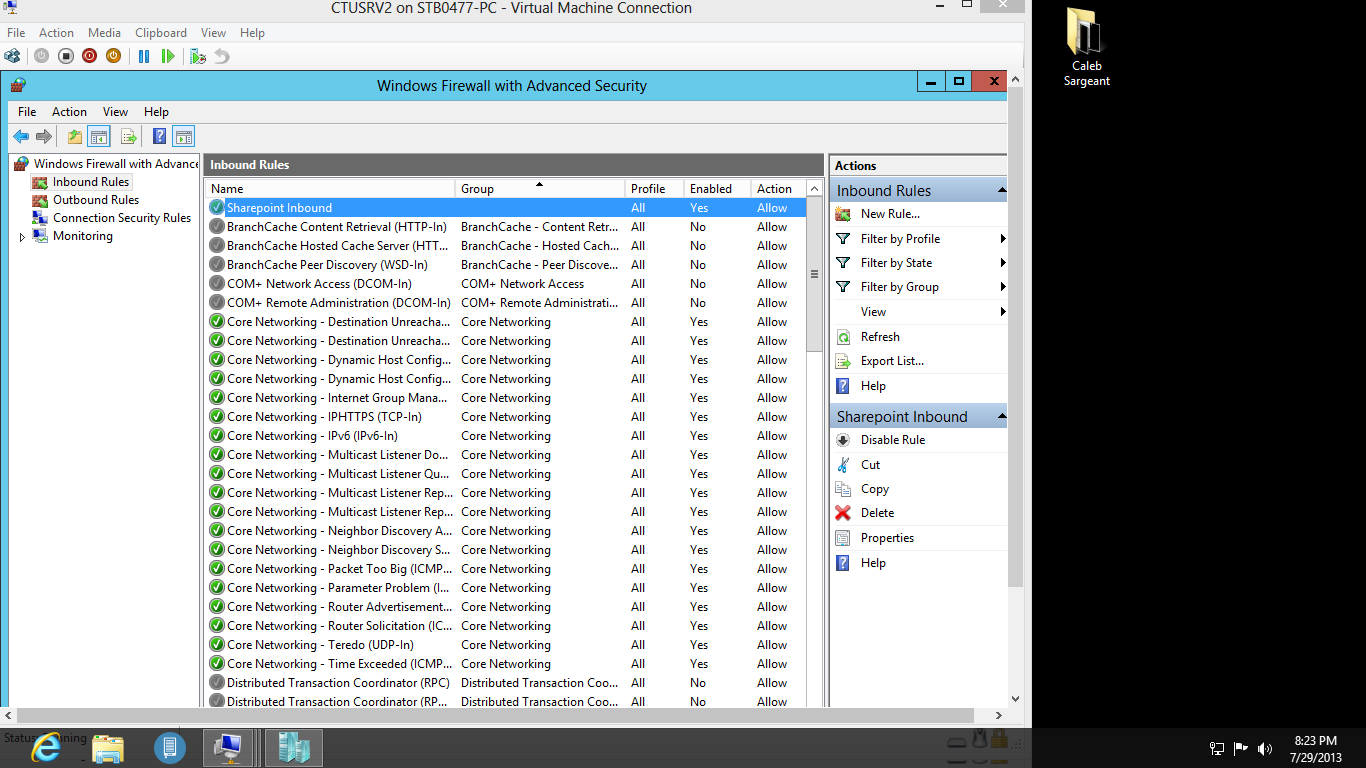 CTUSRV2 on STB0477-PC - Virtual Machine Connection
File Action Media Clipboard View Help
Windows Firewall with Advanced Security
File Action View Help
Windows Firewall with Advance
Inbound Rules
Outbound Rules
Connection Security Rules
Monitoring
Inbound Rules
Name Group Profile Enabled Action
Sharepoint Inbound All Yes Allow
BranchCache Content Retrieval (HTTP-In) BranchCache - Content Retr... All No Allow
BranchCache Hosted Cache Server (HTT... BranchCache - Hosted Cach... All No Allow
BranchCache Peer Discovery (WSD-In) BranchCache - Peer Discove... All No Allow
COM+ Network Access (DCOM-In) COM+ Network Access All No Allow
COM+ Remote Administration (DCOM-In) COM+ Remote Administrati... All No Allow
Core Networking - Destination Unreacha... Core Networking All Yes Allow
Core Networking - Destination Unreacha... Core Networking All Yes Allow
Core Networking - Dynamic Host Config... Core Networking All Yes Allow
Core Networking - Dynamic Host Config... Core Networking All Yes Allow
Core Networking - Internet Group Mana... Core Networking All Yes Allow
Core Networking - IPHTTPS (TCP-In) Core Networking All Yes Allow
Core Networking - IPv6 (IPv6-In) Core Networking All Yes Allow
Core Networking - Multicast Listener Do... Core Networking All Yes Allow
Core Networking - Multicast Listener Qu... Core Networking All Yes Allow
Core Networking - Multicast Listener Rep... Core Networking All Yes Allow
Core Networking - Multicast Listener Rep... Core Networking All Yes Allow
Core Networking - Neighbor Discovery A... Core Networking All Yes Allow
Core Networking - Neighbor Discovery S... Core Networking All Yes Allow
Core Networking - Packet Too Big (ICMP... Core Networking All Yes Allow
Core Networking - Parameter Problem (I... Core Networking All Yes Allow
Core Networking - Router Advertisement... Core Networking All Yes Allow
Core Networking - Router Solicitation (IC... Core Networking All Yes Allow
Core Networking - Teredo (UDP-In) Core Networking All Yes Allow
Core Networking - Time Exceeded (ICMP... Core Networking All Yes Allow
Distributed Transaction Coordinator (RPC) Distributed Transaction Coo... All No Allow
Distributed Transaction Coordinator (RP... Distributed Transaction Coo... All No Allow
Actions
Inbound Rules
New Rule...
Filter by Profile
Filter by State
Filter by Group
View
Refresh
Export List...
Help
Sharepoint Inbound
Disable Rule
Cut
Copy
Delete
Properties
Help
Caleb
Sargeant
8:23 PM
7/29/2013